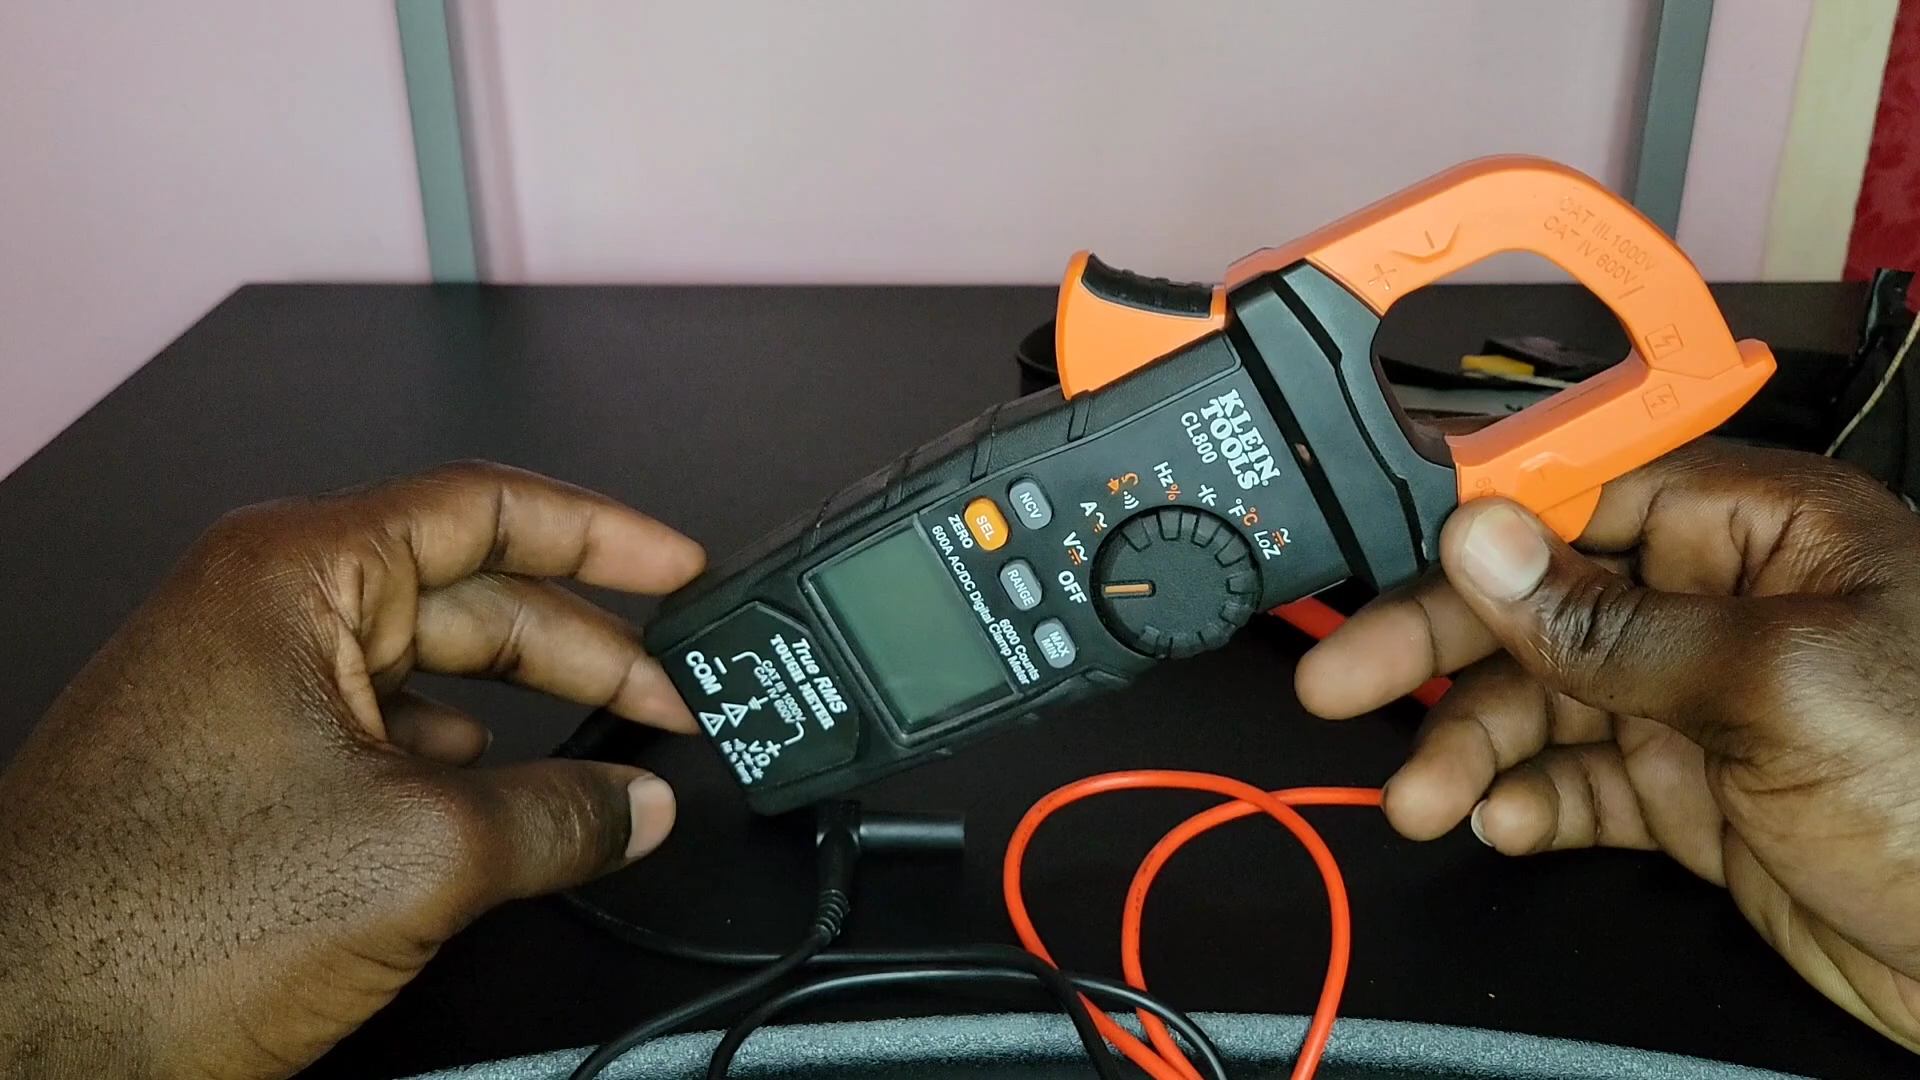 CAT III 1000V
CAT IV 600V
KLEIN
TOOLS
CL800
OFF
V
A
Hz%
°F°C
LoZ
NCV
SEL
ZERO
RANGE
MAX
MIN
600A AC/DC Digital Clamp Meter
6000 Counts
True RMS
TOUGH METER
CAT III 1000V
CAT IV 600V
COM
VΩ